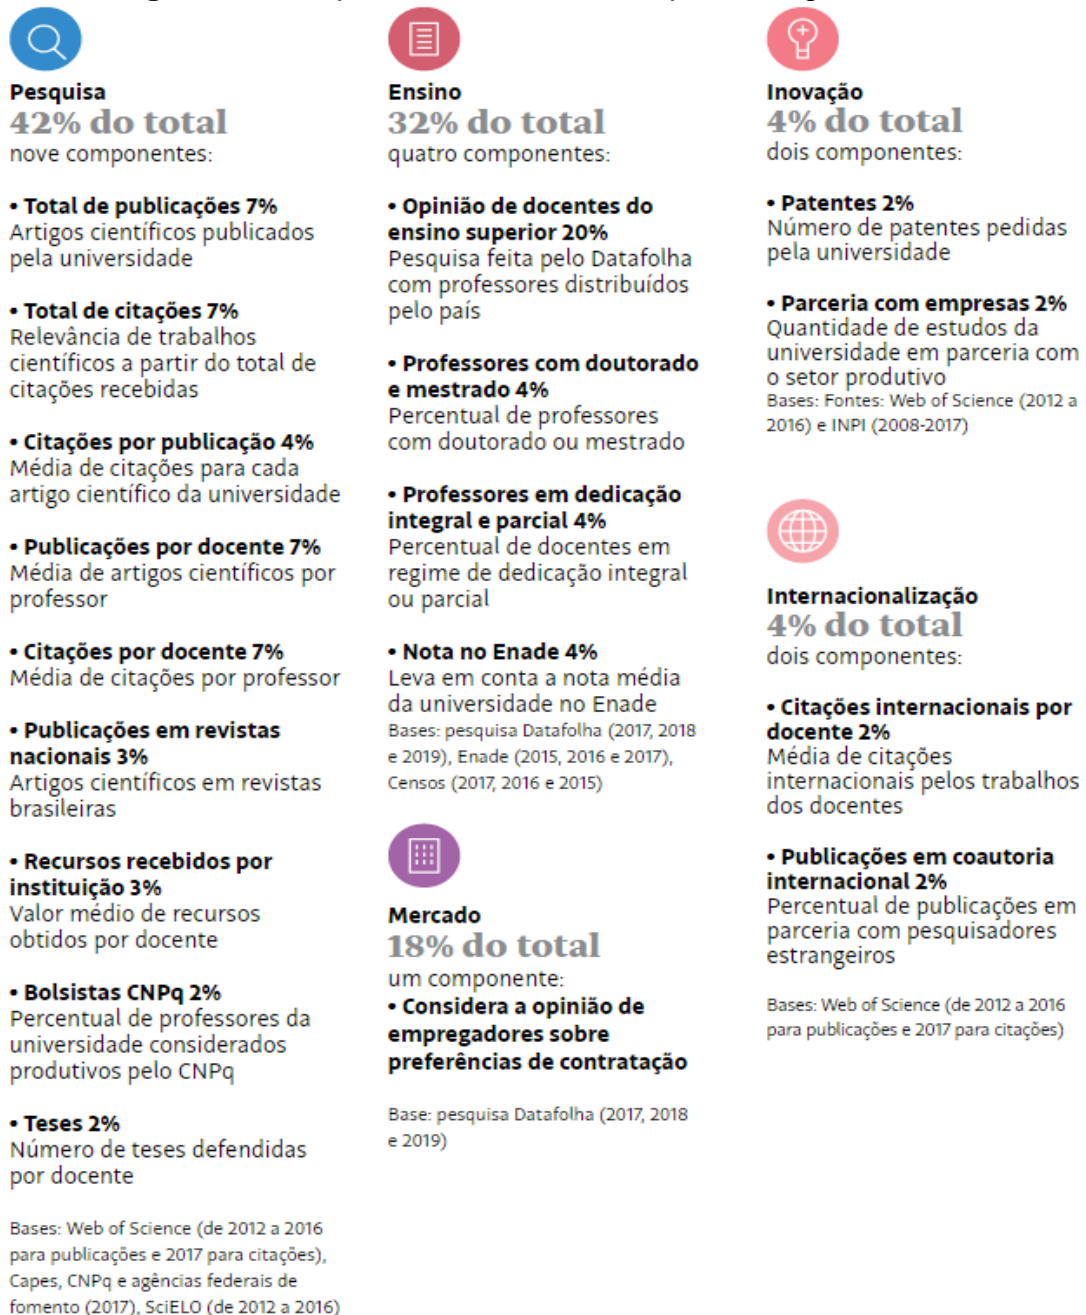 Pesquisa
42% do total
nove componentes:
• Total de publicações 7%
Artigos científicos publicados
pela universidade
• Total de citações 7%
Relevância de trabalhos
científicos a partir do total de
citações recebidas
• Citações por publicação 4%
Média de citações para cada
artigo científico da universidade
• Publicações por docente 7%
Média de artigos científicos por
professor
• Citações por docente 7%
Média de citações por professor
• Publicações em revistas
nacionais 3%
Artigos científicos em revistas
brasileiras
• Recursos recebidos por
instituição 3%
Valor médio de recursos
obtidos por docente
• Bolsistas CNPq 2%
Percentual de professores da
universidade considerados
produtivos pelo CNPq
• Teses 2%
Número de teses defendidas
por docente
Bases: Web of Science (de 2012 a 2016
para publicações e 2017 para citações),
Capes, CNPq e agências federais de
fomento (2017), SciELO (de 2012 a 2016)
Ensino
32% do total
quatro componentes:
• Opinião de docentes do
ensino superior 20%
Pesquisa feita pelo Datafolha
com professores distribuídos
pelo país
• Professores com doutorado
e mestrado 4%
Percentual de professores
com doutorado ou mestrado
• Professores em dedicação
integral e parcial 4%
Percentual de docentes em
regime de dedicação integral
ou parcial
• Nota no Enade 4%
Leva em conta a nota média
da universidade no Enade
Bases: pesquisa Datafolha (2017, 2018
e 2019), Enade (2015, 2016 e 2017),
Censos (2017, 2016 e 2015)
Mercado
18% do total
um componente:
• Considera a opinião de
empregadores sobre
preferências de contratação
Base: pesquisa Datafolha (2017, 2018
e 2019)
Inovação
4% do total
dois componentes:
• Patentes 2%
Número de patentes pedidas
pela universidade
• Parceria com empresas 2%
Quantidade de estudos da
universidade em parceria com
o setor produtivo
Bases: Fontes: Web of Science (2012 a
2016) e INPI (2008-2017)
Internacionalização
4% do total
dois componentes:
• Citações internacionais por
docente 2%
Média de citações
internacionais pelos trabalhos
dos docentes
• Publicações em coautoria
internacional 2%
Percentual de publicações em
parceria com pesquisadores
estrangeiros
Bases: Web of Science (de 2012 a 2016
para publicações e 2017 para citações)